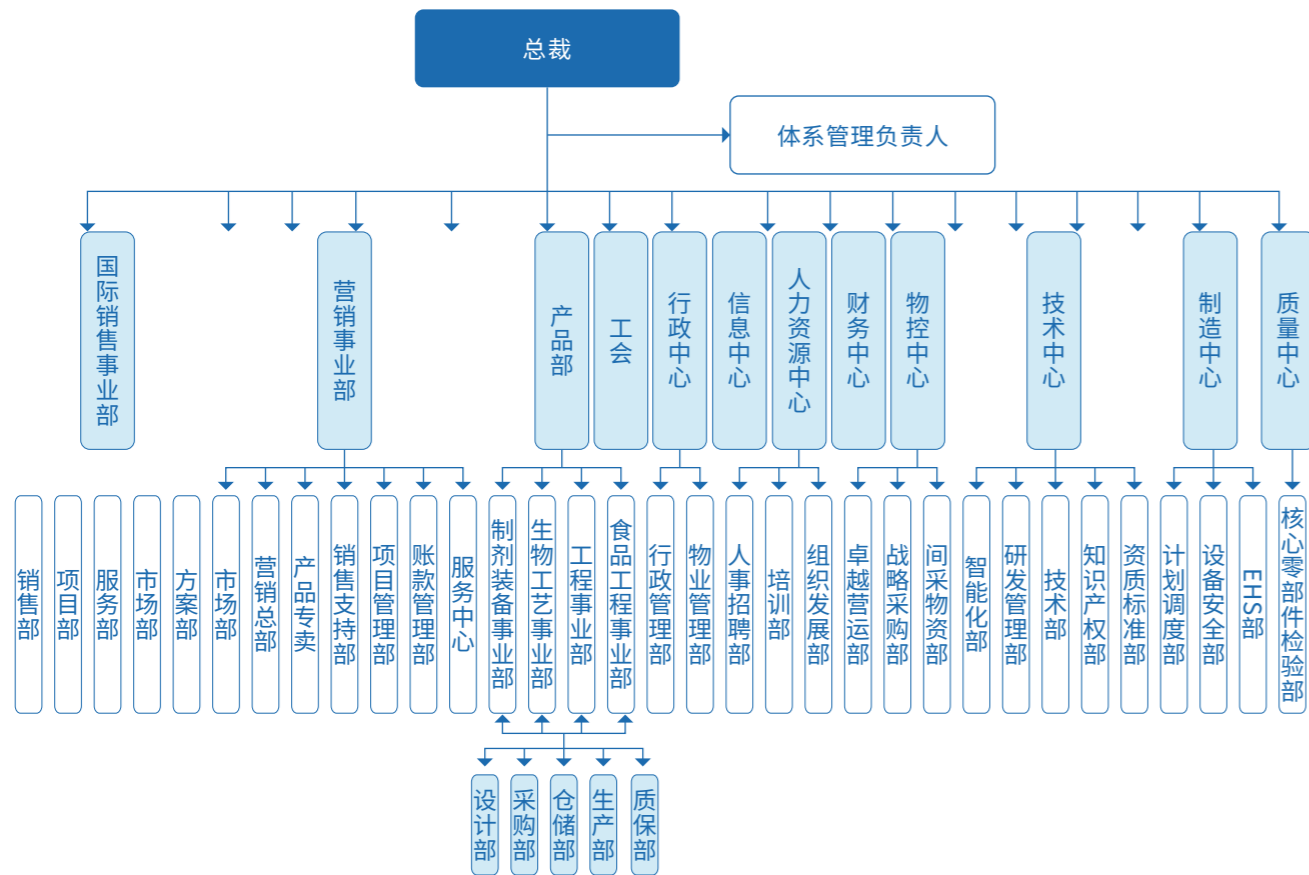 总裁
体系管理负责人
国际销售事业部
营销事业部
产品部
工会
行政中心
信息中心
人力资源中心
财务中心
物控中心
技术中心
制造中心
质量中心
销售部
项目部
服务部
市场部
方案部
市场部
营销总部
产品专卖
销售支持部
项目管理部
账款管理部
服务中心
制剂装备事业部
生物工艺事业部
工程事业部
食品工程事业部
行政管理部
物业管理部
人事招聘部
培训部
组织发展部
卓越营运部
战略采购部
间采物资部
智能化部
研发管理部
技术部
知识产权部
资质标准部
计划调度部
设备安全部
EHS部
核心零部件检验部
设计部
采购部
仓储部
生产部
质保部